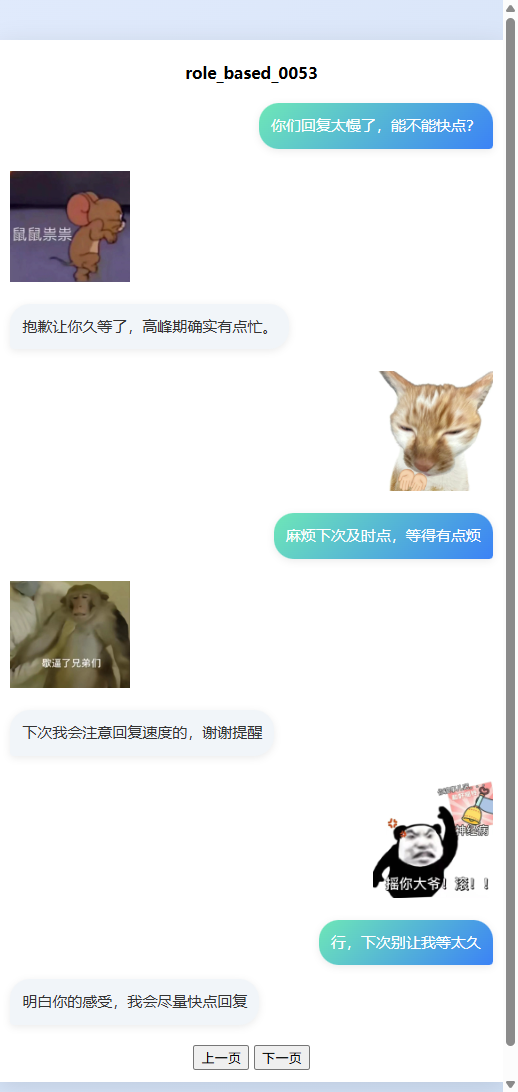 role_based_0053
你们回复太慢了，能不能快点？
鼠鼠祟祟
抱歉让你久等了，高峰期确实有点忙。
麻烦下次及时点，等得有点烦
歇逼了兄弟们
下次我会注意回复速度的，谢谢提醒
神经病
摇你大爷！滚！！
行，下次别让我等太久
明白你的感受，我会尽量快点回复
上一页 下一页